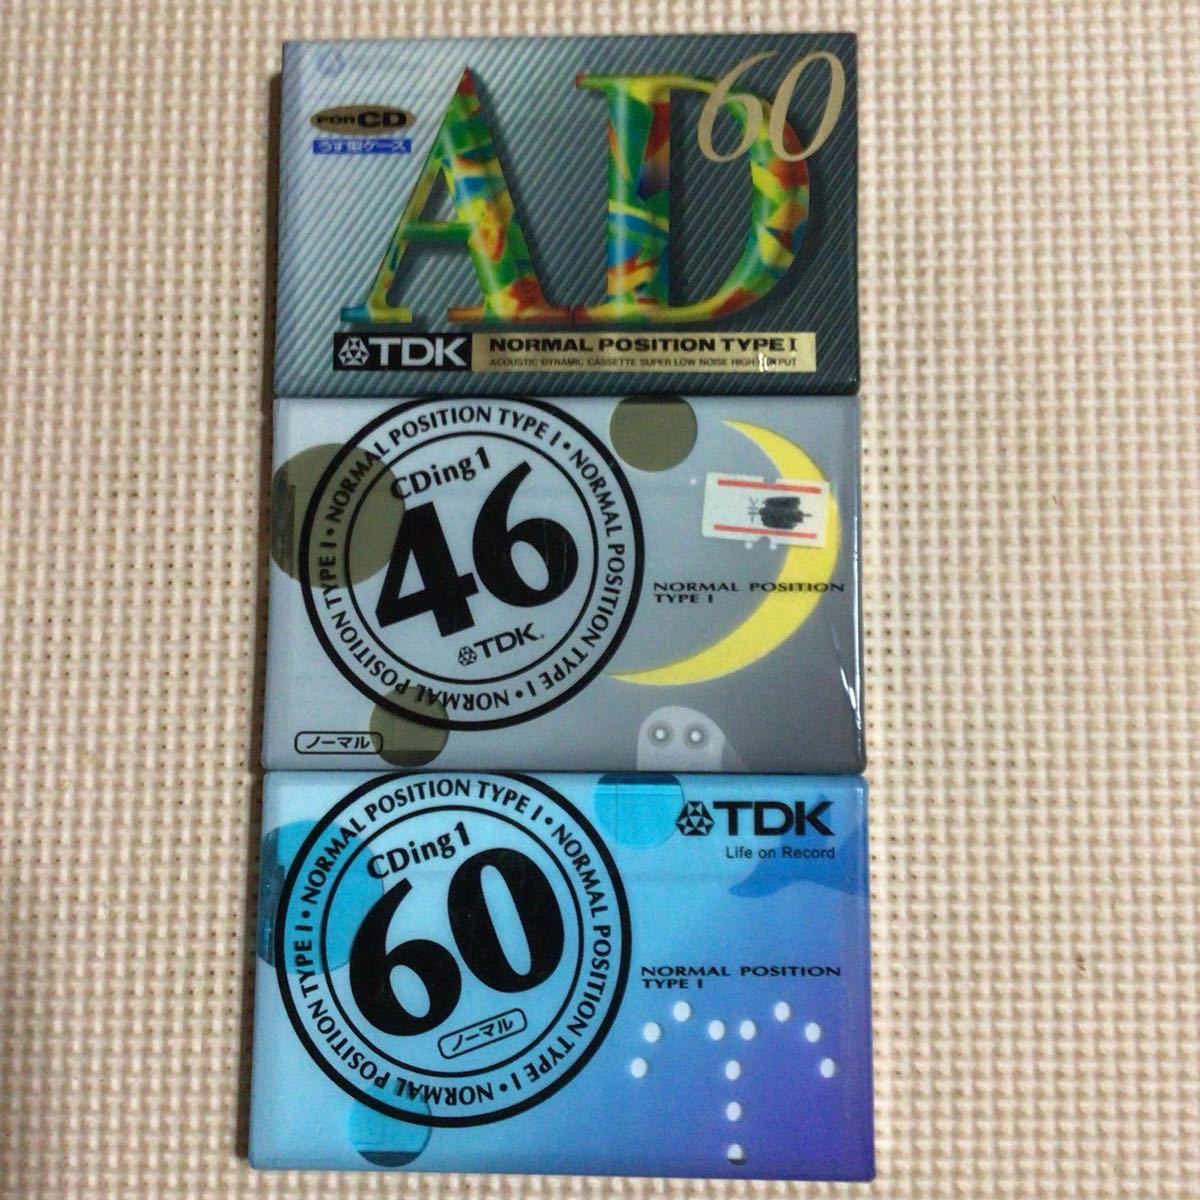 AD 60
FOR CD
うす型ケース
TDK
NORMAL POSITION TYPE I
ACOUSTIC DYNAMIC CASSETTE SUPER LOW NOISE HIGH OUTPUT
NORMAL POSITION TYPE I • NORMAL POSITION TYPE I • NORMAL POSITION TYPE I •
CDing1
46
TDK
NORMAL POSITION
TYPE I
ノーマル
NORMAL POSITION TYPE I • NORMAL POSITION TYPE I • NORMAL POSITION TYPE I •
CDing1
60
ノーマル
TDK
Life on Record
NORMAL POSITION
TYPE I